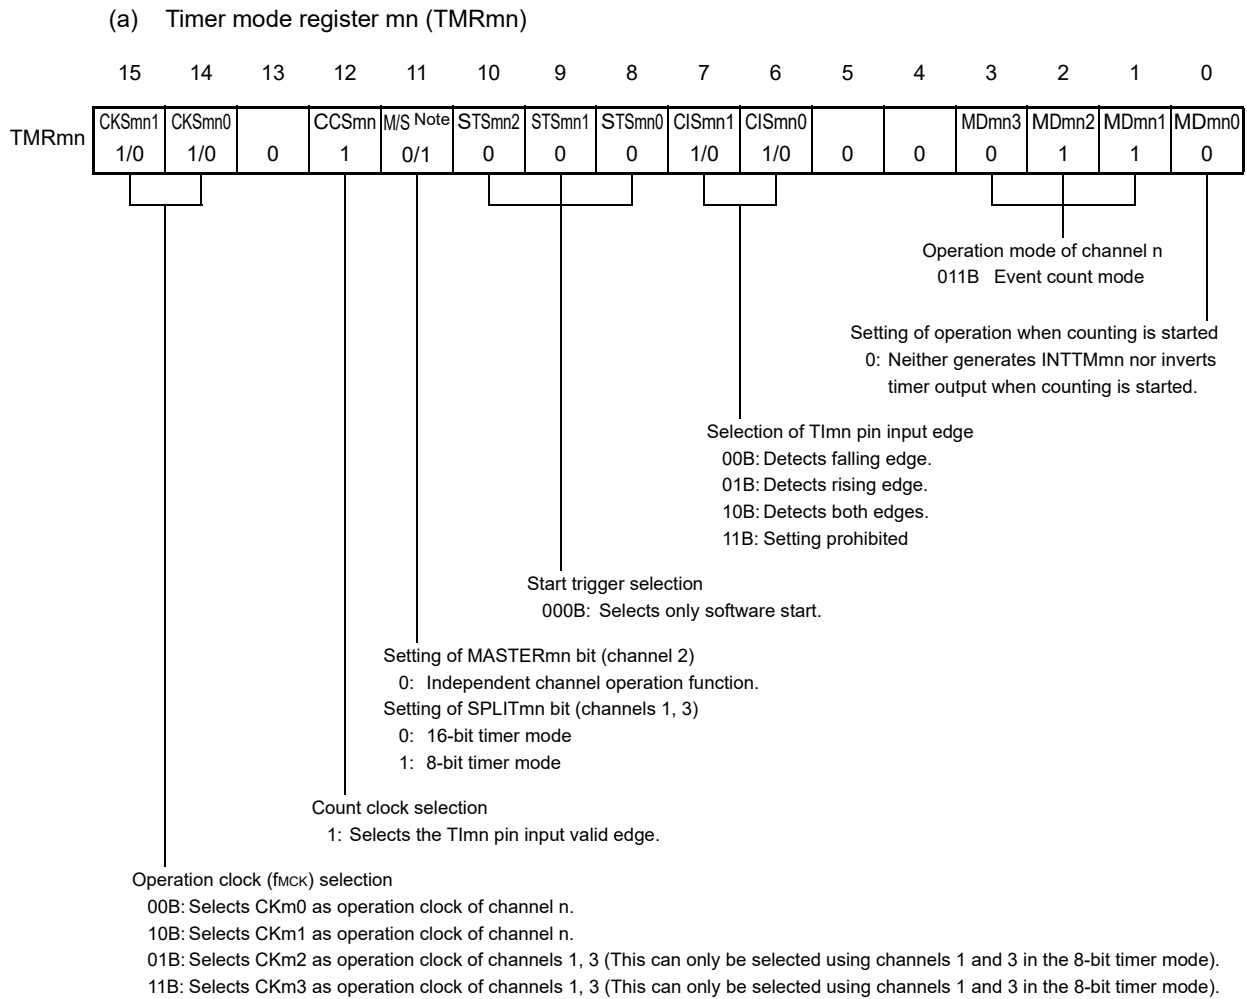 (a) Timer mode register mn (TMRmn)
15 14 13 12 11 10 9 8 7 6 5 4 3 2 1 0
TMRmn CKSmn1 CKSmn0 CCSmn M/S Note STSmn2 STSmn1 STSmn0 CISmn1 CISmn0 MDmn3 MDmn2 MDmn1 MDmn0
1/0 1/0 0 1 0/1 0 0 0 1/0 1/0 0 0 0 1 1 0
Operation mode of channel n
011B Event count mode
Setting of operation when counting is started
0: Neither generates INTTMmn nor inverts
timer output when counting is started.
Selection of TImn pin input edge
00B: Detects falling edge.
01B: Detects rising edge.
10B: Detects both edges.
11B: Setting prohibited
Start trigger selection
000B: Selects only software start.
Setting of MASTERmn bit (channel 2)
0: Independent channel operation function.
Setting of SPLITmn bit (channels 1, 3)
0: 16-bit timer mode
1: 8-bit timer mode
Count clock selection
1: Selects the TImn pin input valid edge.
Operation clock (fMCK) selection
00B: Selects CKm0 as operation clock of channel n.
10B: Selects CKm1 as operation clock of channel n.
01B: Selects CKm2 as operation clock of channels 1, 3 (This can only be selected using channels 1 and 3 in the 8-bit timer mode).
11B: Selects CKm3 as operation clock of channels 1, 3 (This can only be selected using channels 1 and 3 in the 8-bit timer mode).